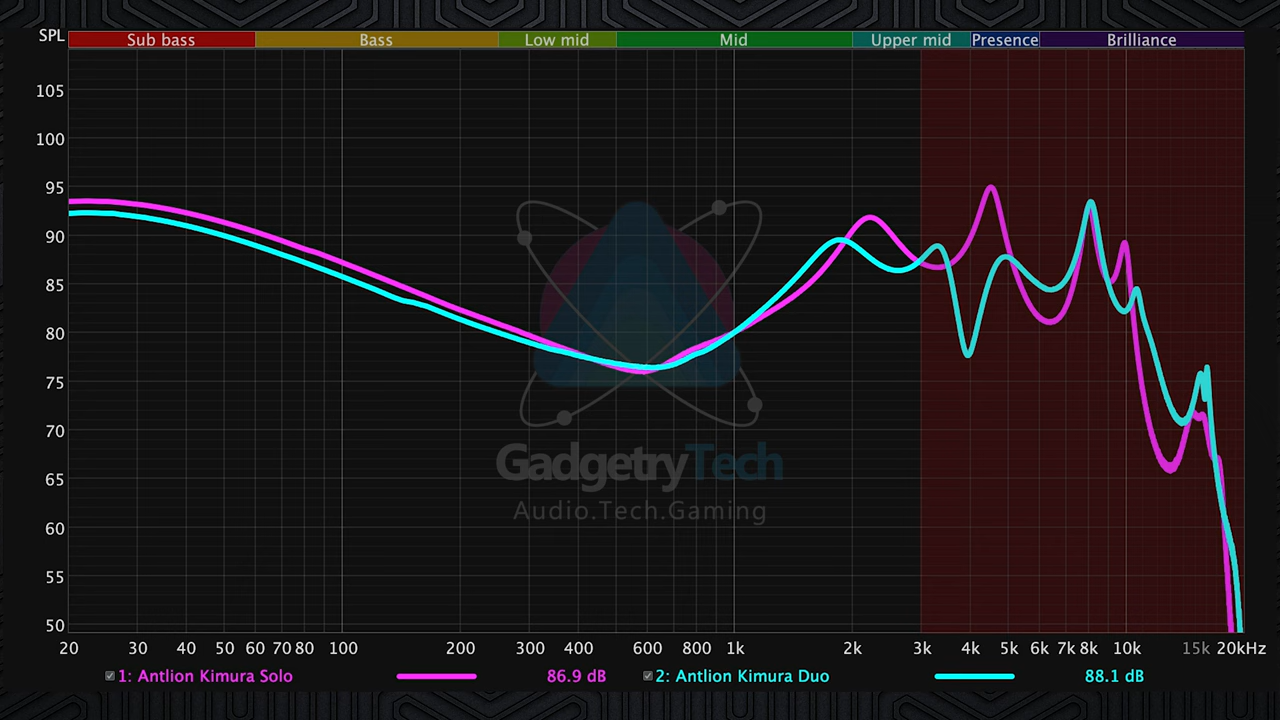 SPL Sub bass Bass Low mid Mid Upper mid Presence Brilliance
105
100
95
90
85
80
75
70
65
60
55
50
GadgetryTech
Audio.Tech.Gaming
20 30 40 50 60 70 80 100 200 300 400 600 800 1k 2k 3k 4k 5k 6k 7k 8k 10k 15k 20kHz
1: Antlion Kimura Solo 86.9 dB 2: Antlion Kimura Duo 88.1 dB